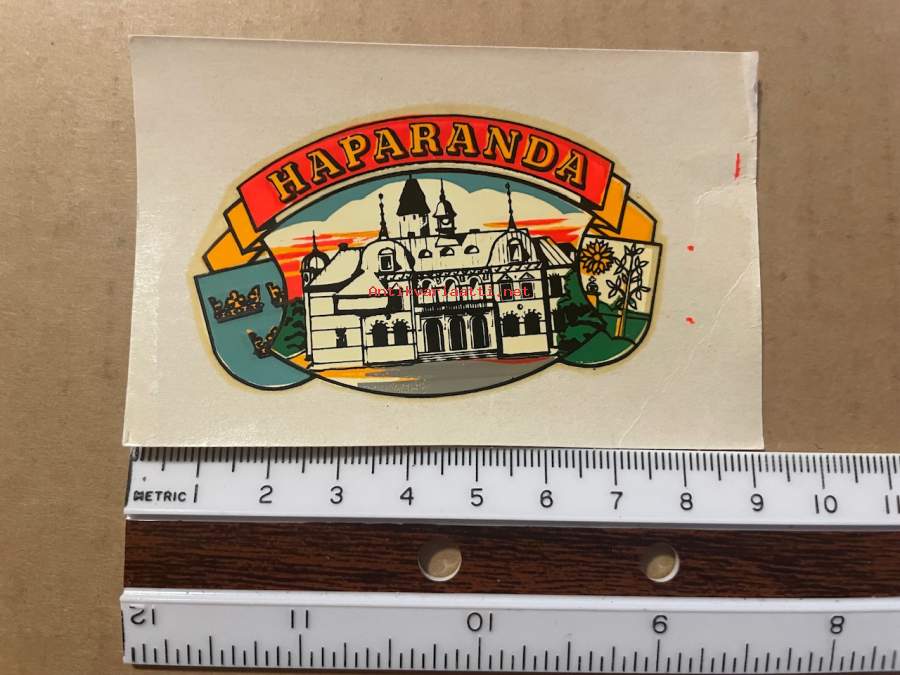 HAPARANDA
Antikvariaatti.net
METRIC 1 2 3 4 5 6 7 8 9 10 11
12 11 10 9 8